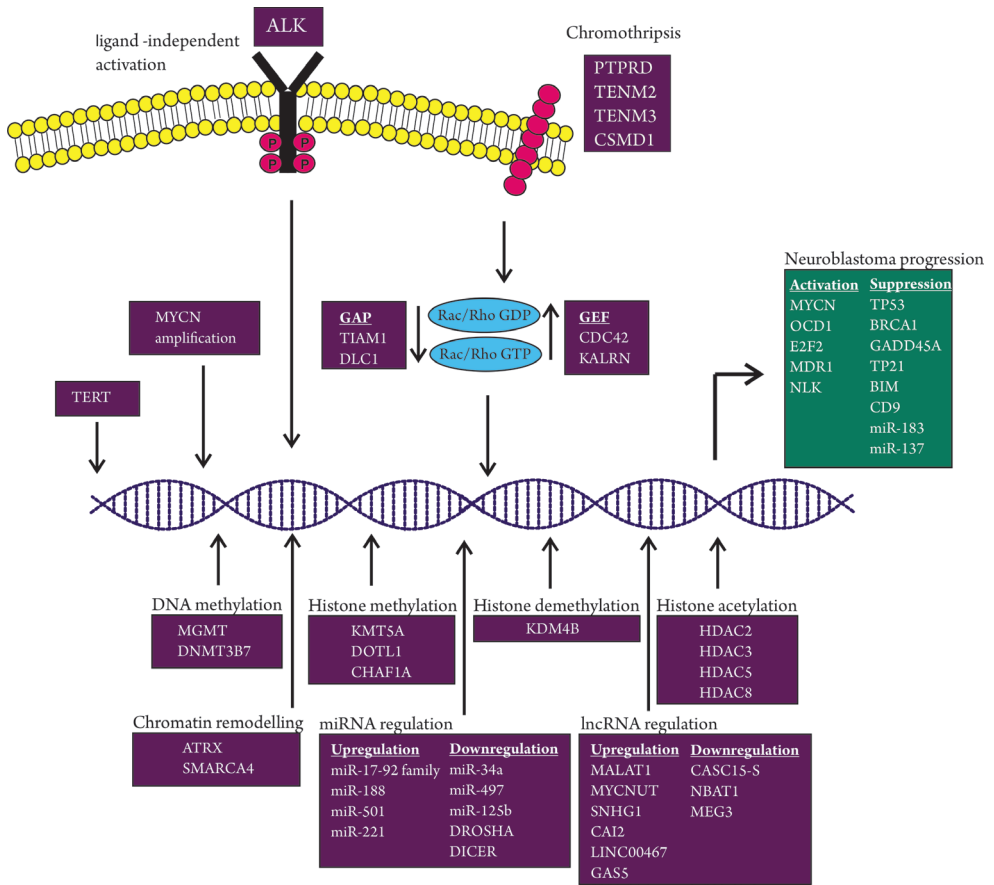 ligand -independent
activation
ALK
P P
P P
Chromothripsis
PTPRD
TENM2
TENM3
CSMD1
MYCN
amplification
TERT
GAP
TIAM1
DLC1
Rac/Rho GDP
Rac/Rho GTP
GEF
CDC42
KALRN
Neuroblastoma progression
Activation
MYCN
OCD1
E2F2
MDR1
NLK
Suppression
TP53
BRCA1
GADD45A
TP21
BIM
CD9
miR-183
miR-137
DNA methylation
MGMT
DNMT3B7
Histone methylation
KMT5A
DOTL1
CHAF1A
Histone demethylation
KDM4B
Histone acetylation
HDAC2
HDAC3
HDAC5
HDAC8
Chromatin remodelling
ATRX
SMARCA4
miRNA regulation
Upregulation
miR-17-92 family
miR-188
miR-501
miR-221
Downregulation
miR-34a
miR-497
miR-125b
DROSHA
DICER
lncRNA regulation
Upregulation
MALAT1
MYCNUT
SNHG1
CAI2
LINC00467
GAS5
Downregulation
CASC15-S
NBAT1
MEG3